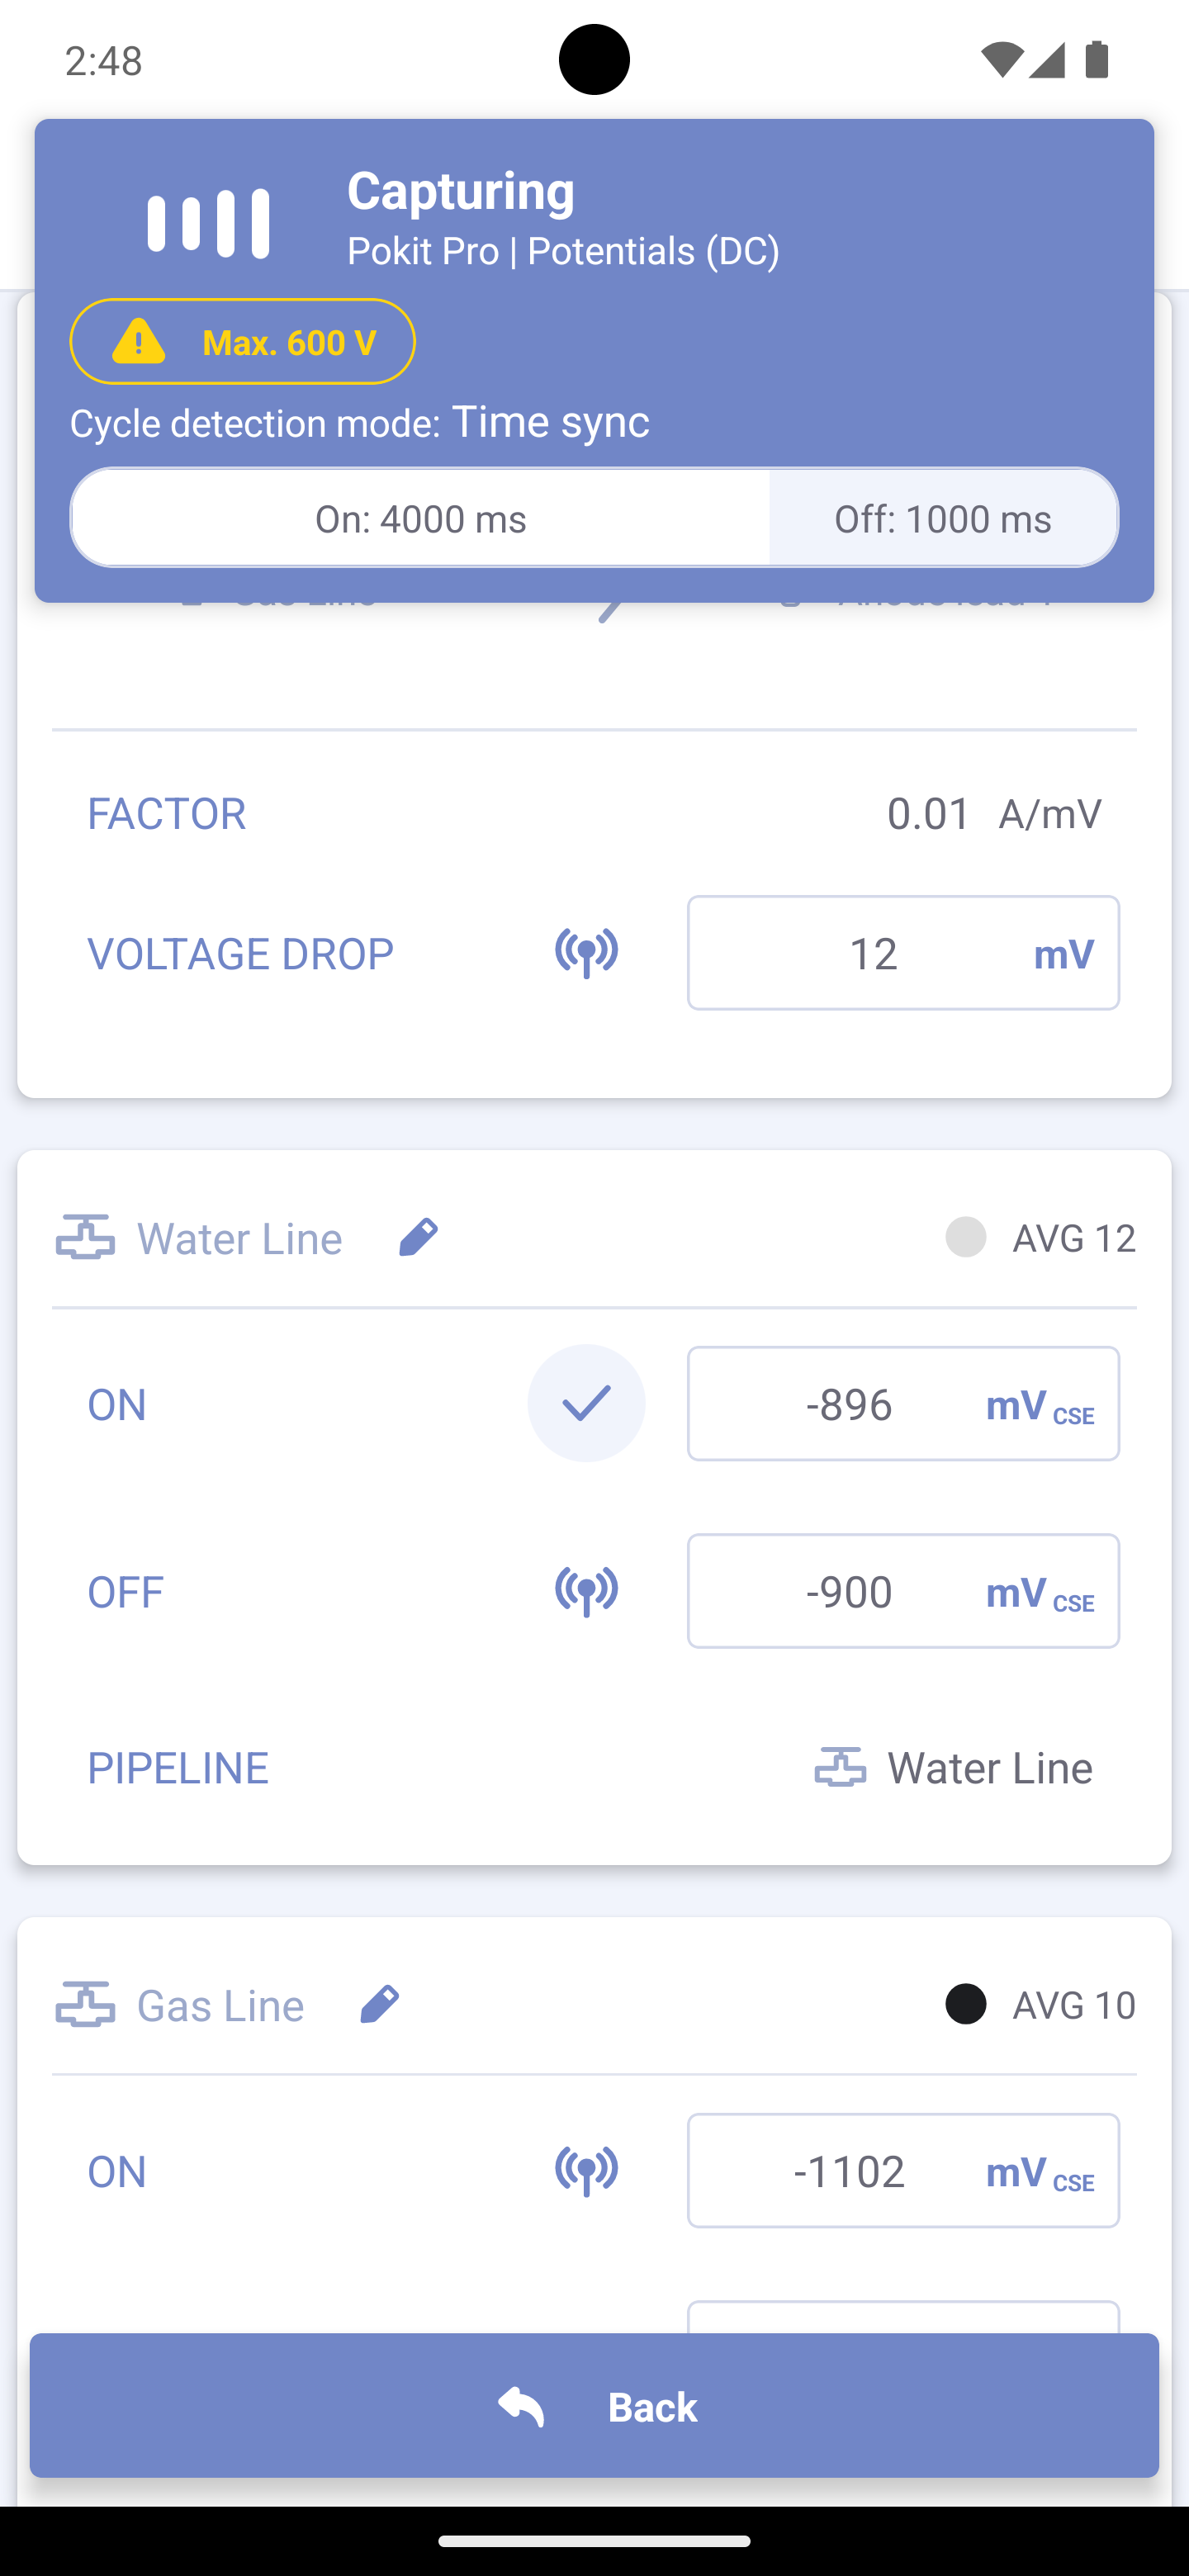 2:48
Capturing
Pokit Pro | Potentials (DC)
Max. 600 V
Cycle detection mode: Time sync
On: 4000 ms Off: 1000 ms
FACTOR 0.01 A/mV
VOLTAGE DROP 12 mV
Water Line AVG 12
ON -896 mV CSE
OFF -900 mV CSE
PIPELINE Water Line
Gas Line AVG 10
ON -1102 mV CSE
Back